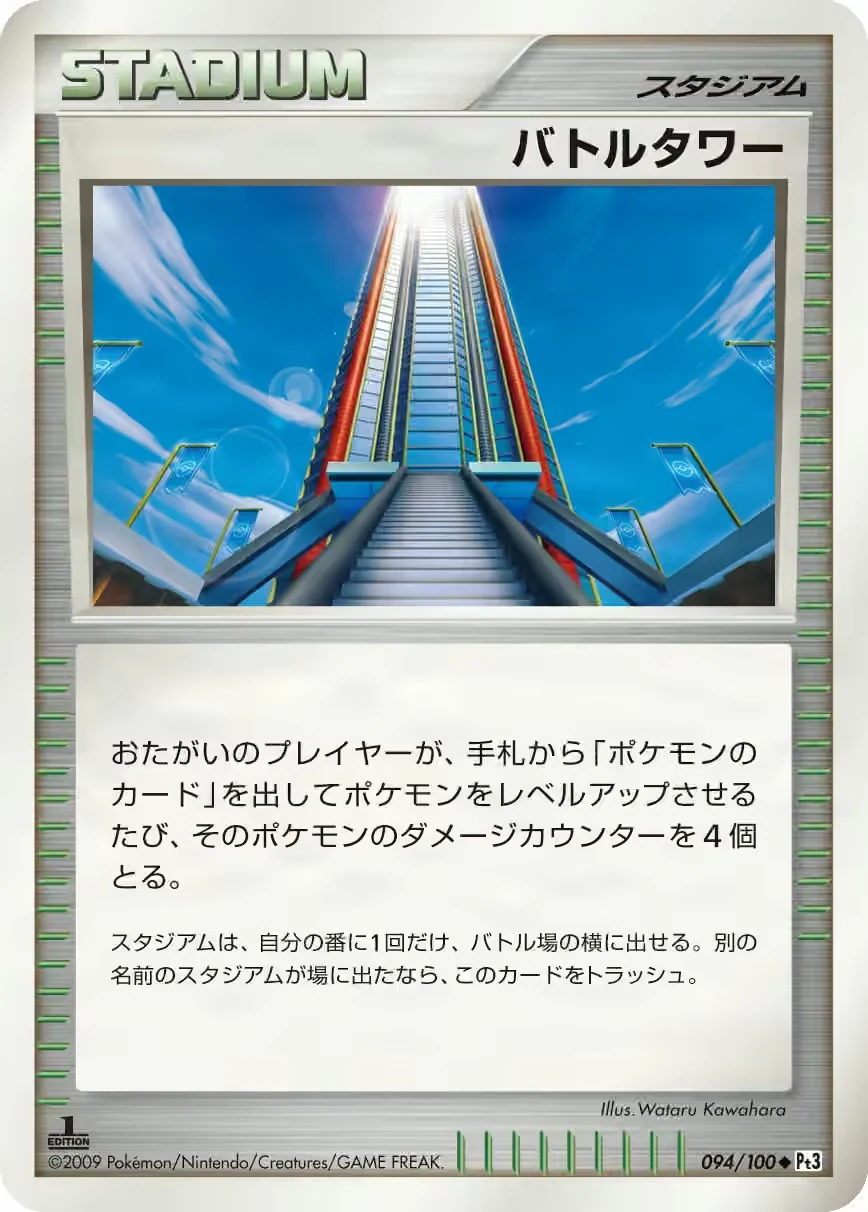 STADIUM
スタジアム
バトルタワー
おたがいのプレイヤーが、手札から「ポケモンの
カード」を出してポケモンをレベルアップさせる
たび、そのポケモンのダメージカウンターを4個
とる。
スタジアムは、自分の番に1回だけ、バトル場の横に出せる。別の
名前のスタジアムが場に出たなら、このカードをトラッシュ。
Illus. Wataru Kawahara
1
EDITION
©2009 Pokémon/Nintendo/Creatures/GAME FREAK.
094/100 ◆ Pt3